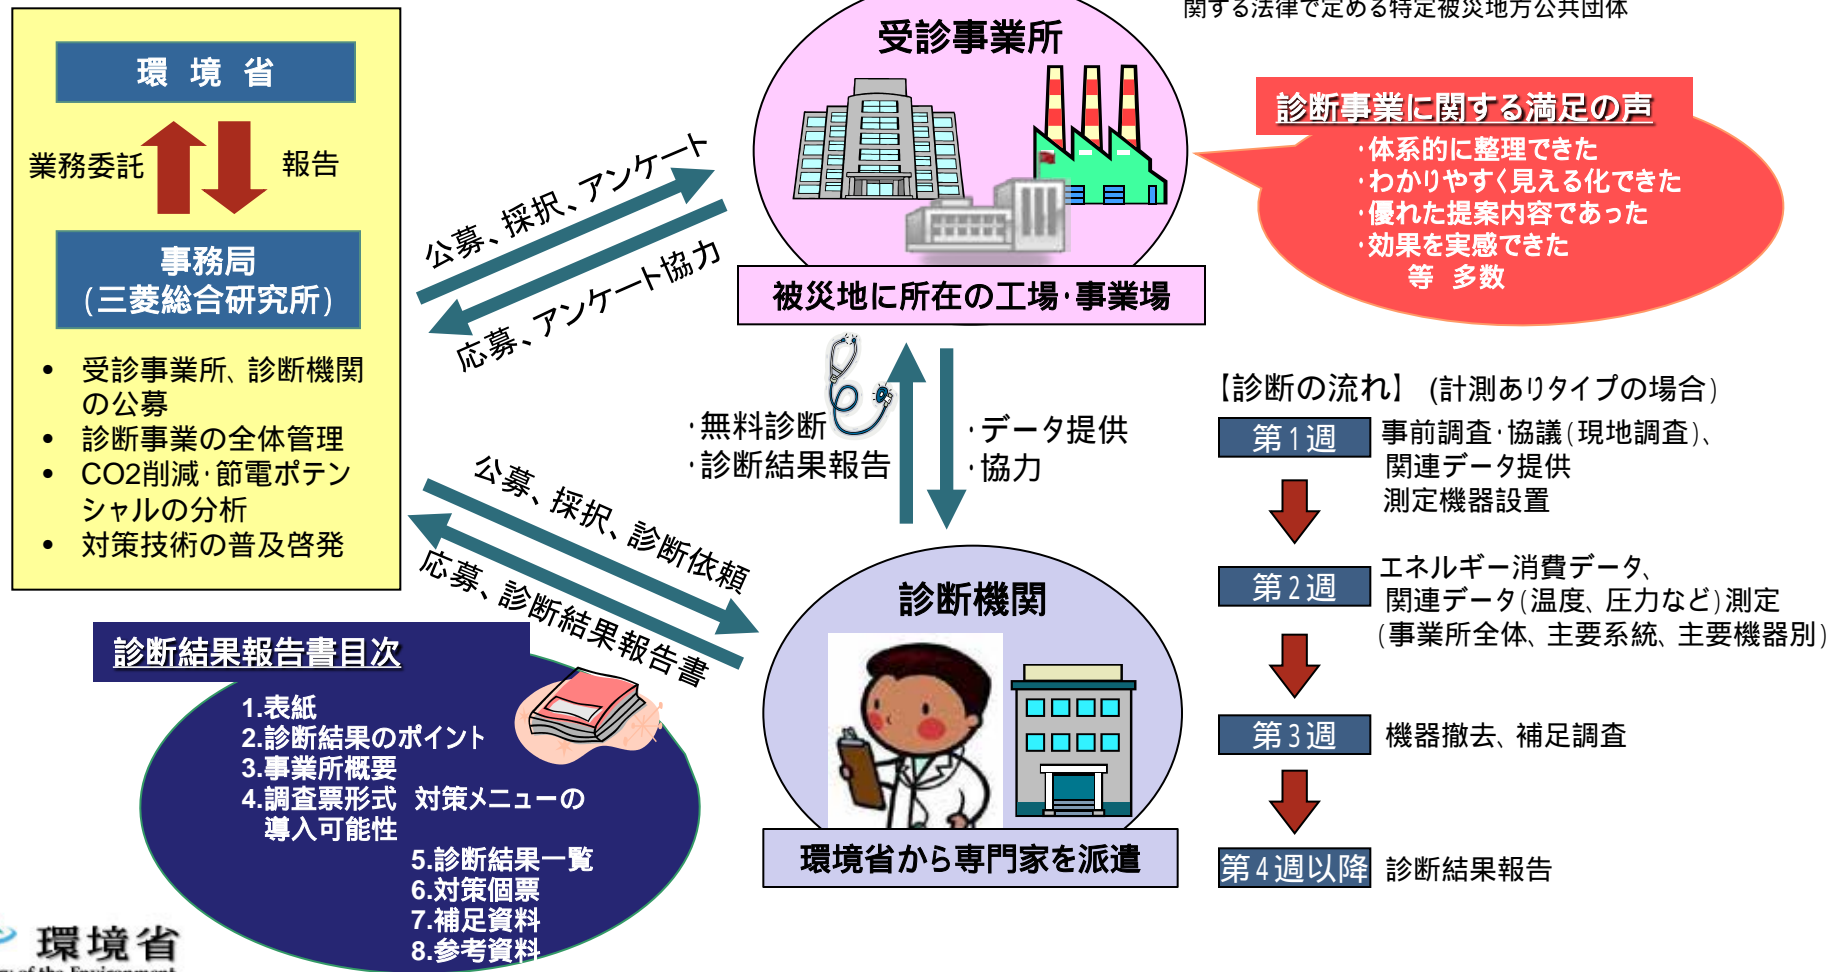 関する法律で定める特定被災地方公共団体
環 境 省
業務委託
報告
事務局
(三菱総合研究所)
• 受診事業所、診断機関
の公募
• 診断事業の全体管理
• CO2削減・節電ポテン
シャルの分析
• 対策技術の普及啓発
公募、採択、アンケート
応募、アンケート協力
受診事業所
被災地に所在の工場・事業場
診断事業に関する満足の声
・体系的に整理できた
・わかりやすく見える化できた
・優れた提案内容であった
・効果を実感できた
等 多数
・無料診断
・診断結果報告
・データ提供
・協力
公募、採択、診断依頼
応募、診断結果報告書
診断機関
環境省から専門家を派遣
【診断の流れ】 (計測ありタイプの場合)
第1週 事前調査・協議(現地調査)、
関連データ提供
測定機器設置
第2週 エネルギー消費データ、
関連データ(温度、圧力など)測定
(事業所全体、主要系統、主要機器別)
第3週 機器撤去、補足調査
第4週以降 診断結果報告
診断結果報告書目次
1.表紙
2.診断結果のポイント
3.事業所概要
4.調査票形式 対策メニューの
導入可能性
5.診断結果一覧
6.対策個票
7.補足資料
8.参考資料
環境省
of the Environment